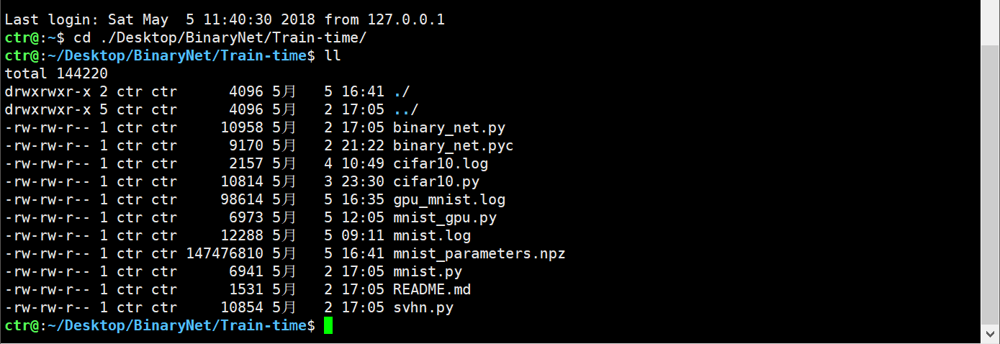 Last login: Sat May  5 11:40:30 2018 from 127.0.0.1
ctr@:~$ cd ./Desktop/BinaryNet/Train-time/
ctr@:~/Desktop/BinaryNet/Train-time$ ll
total 144220
drwxrwxr-x 2 ctr ctr      4096 5月   5 16:41 ./
drwxrwxr-x 5 ctr ctr      4096 5月   2 17:05 ../
-rw-rw-r-- 1 ctr ctr     10958 5月   2 17:05 binary_net.py
-rw-rw-r-- 1 ctr ctr      9170 5月   2 21:22 binary_net.pyc
-rw-rw-r-- 1 ctr ctr      2157 5月   4 10:49 cifar10.log
-rw-rw-r-- 1 ctr ctr     10814 5月   3 23:30 cifar10.py
-rw-rw-r-- 1 ctr ctr     98614 5月   5 16:35 gpu_mnist.log
-rw-rw-r-- 1 ctr ctr      6973 5月   5 12:05 mnist_gpu.py
-rw-rw-r-- 1 ctr ctr     12288 5月   5 09:11 mnist.log
-rw-rw-r-- 1 ctr ctr 147476810 5月   5 16:41 mnist_parameters.npz
-rw-rw-r-- 1 ctr ctr      6941 5月   2 17:05 mnist.py
-rw-rw-r-- 1 ctr ctr      1531 5月   2 17:05 README.md
-rw-rw-r-- 1 ctr ctr     10854 5月   2 17:05 svhn.py
ctr@:~/Desktop/BinaryNet/Train-time$